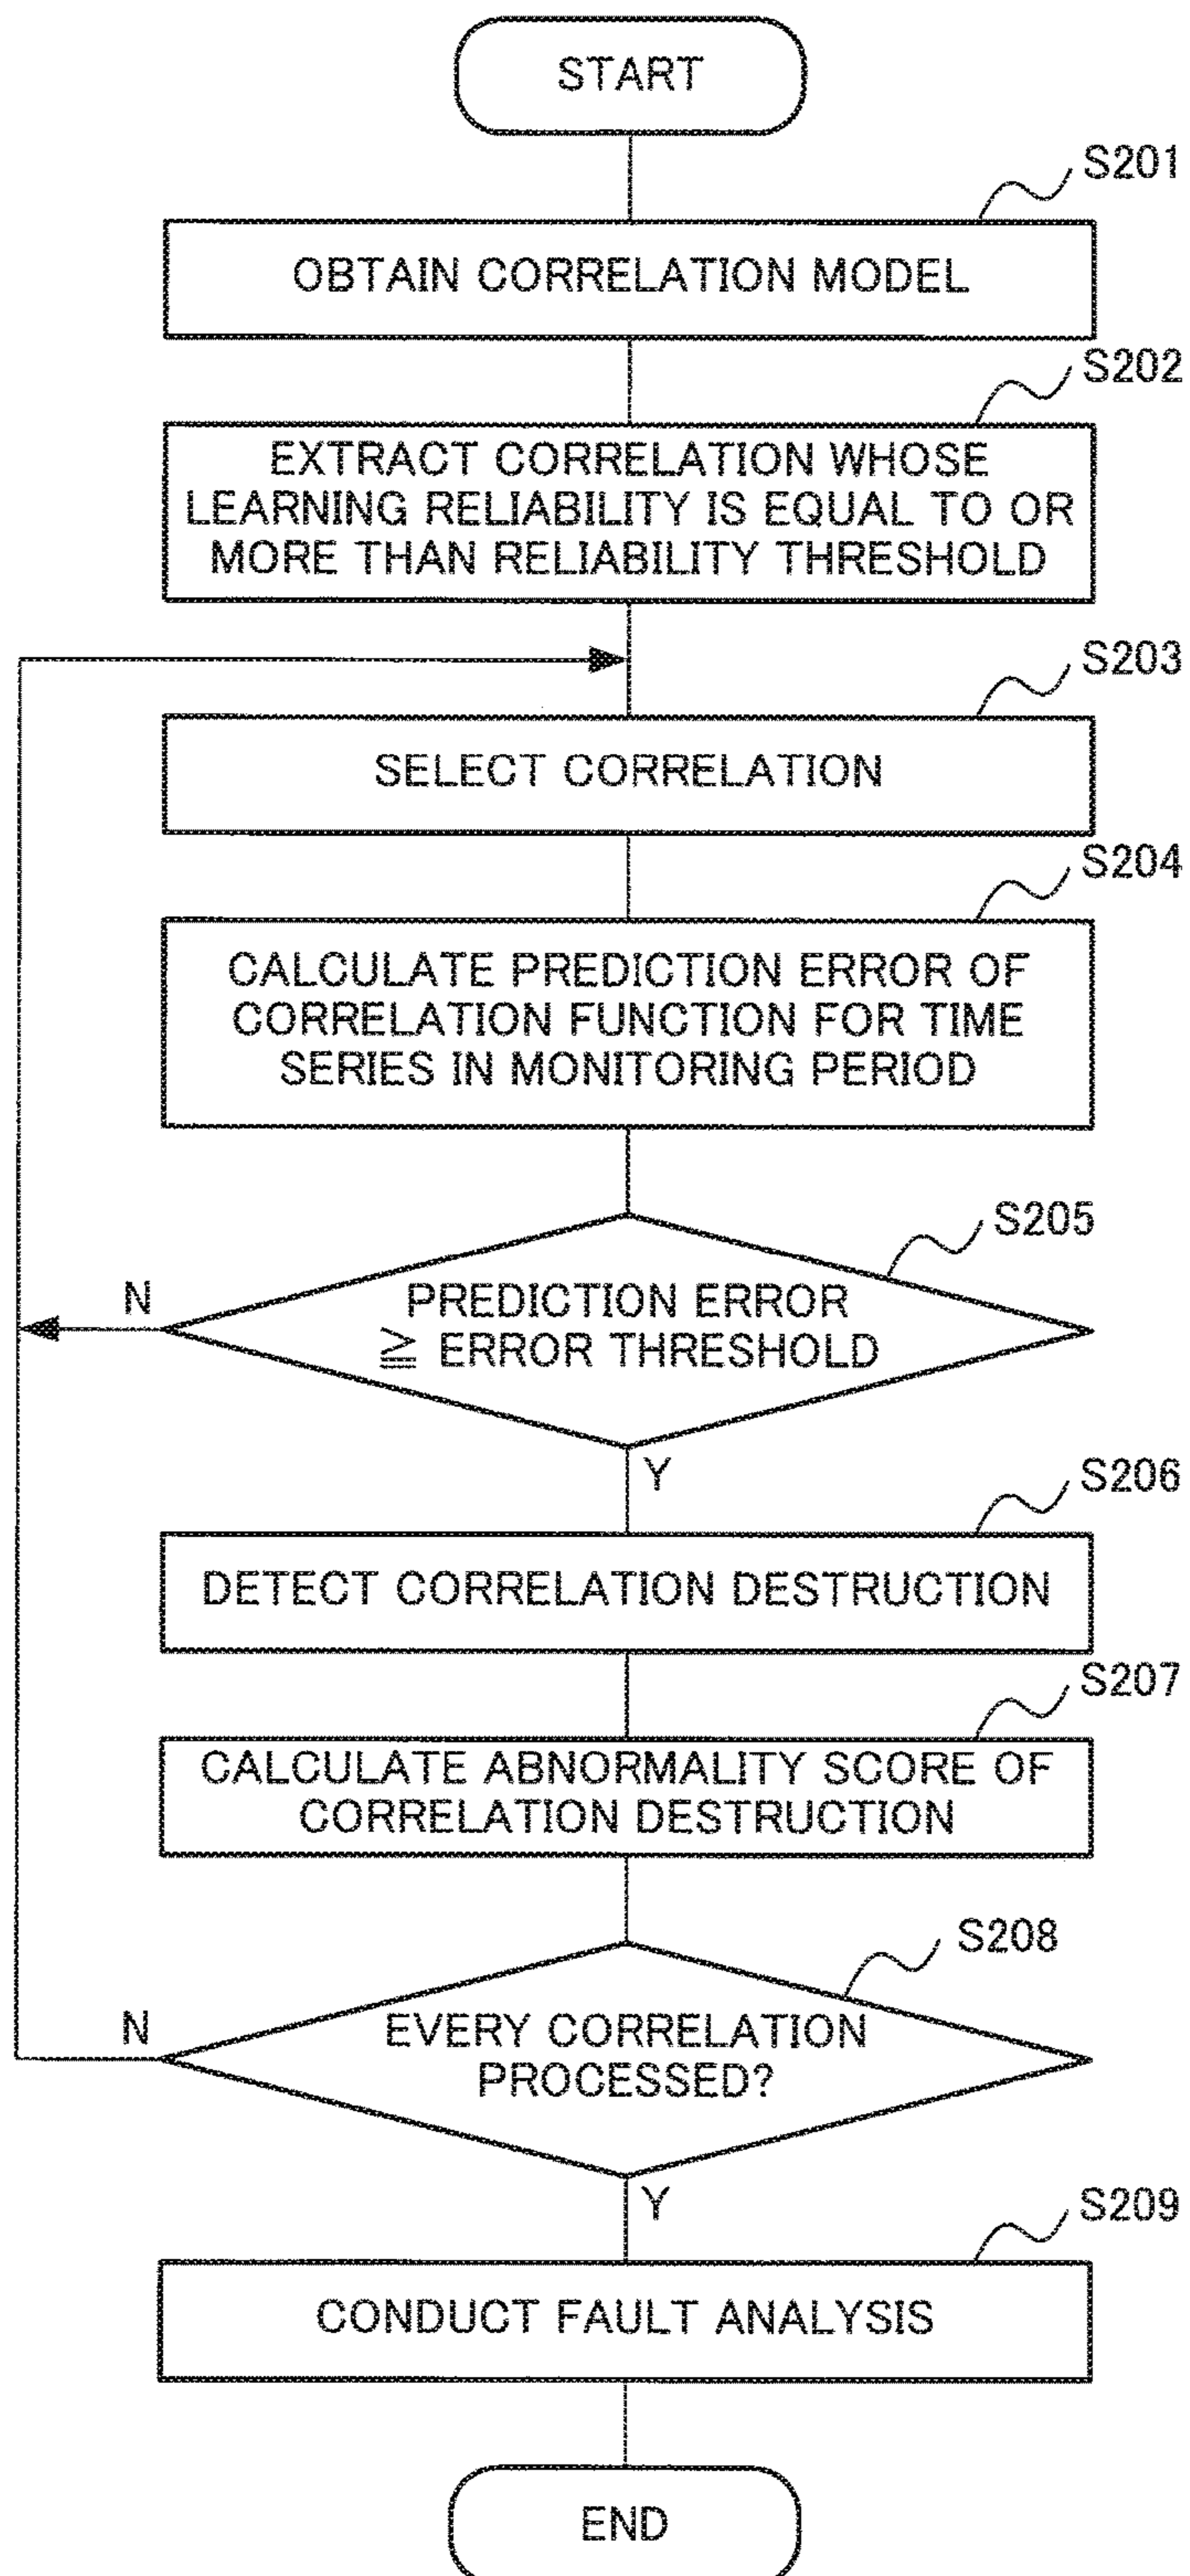 START
S201
OBTAIN CORRELATION MODEL
S202
EXTRACT CORRELATION WHOSE
LEARNING RELIABILITY IS EQUAL TO OR
MORE THAN RELIABILITY THRESHOLD
S203
SELECT CORRELATION
S204
CALCULATE PREDICTION ERROR OF
CORRELATION FUNCTION FOR TIME
SERIES IN MONITORING PERIOD
S205
N
PREDICTION ERROR
≧ ERROR THRESHOLD
Y
S206
DETECT CORRELATION DESTRUCTION
S207
CALCULATE ABNORMALITY SCORE OF
CORRELATION DESTRUCTION
S208
N
EVERY CORRELATION
PROCESSED?
Y
S209
CONDUCT FAULT ANALYSIS
END